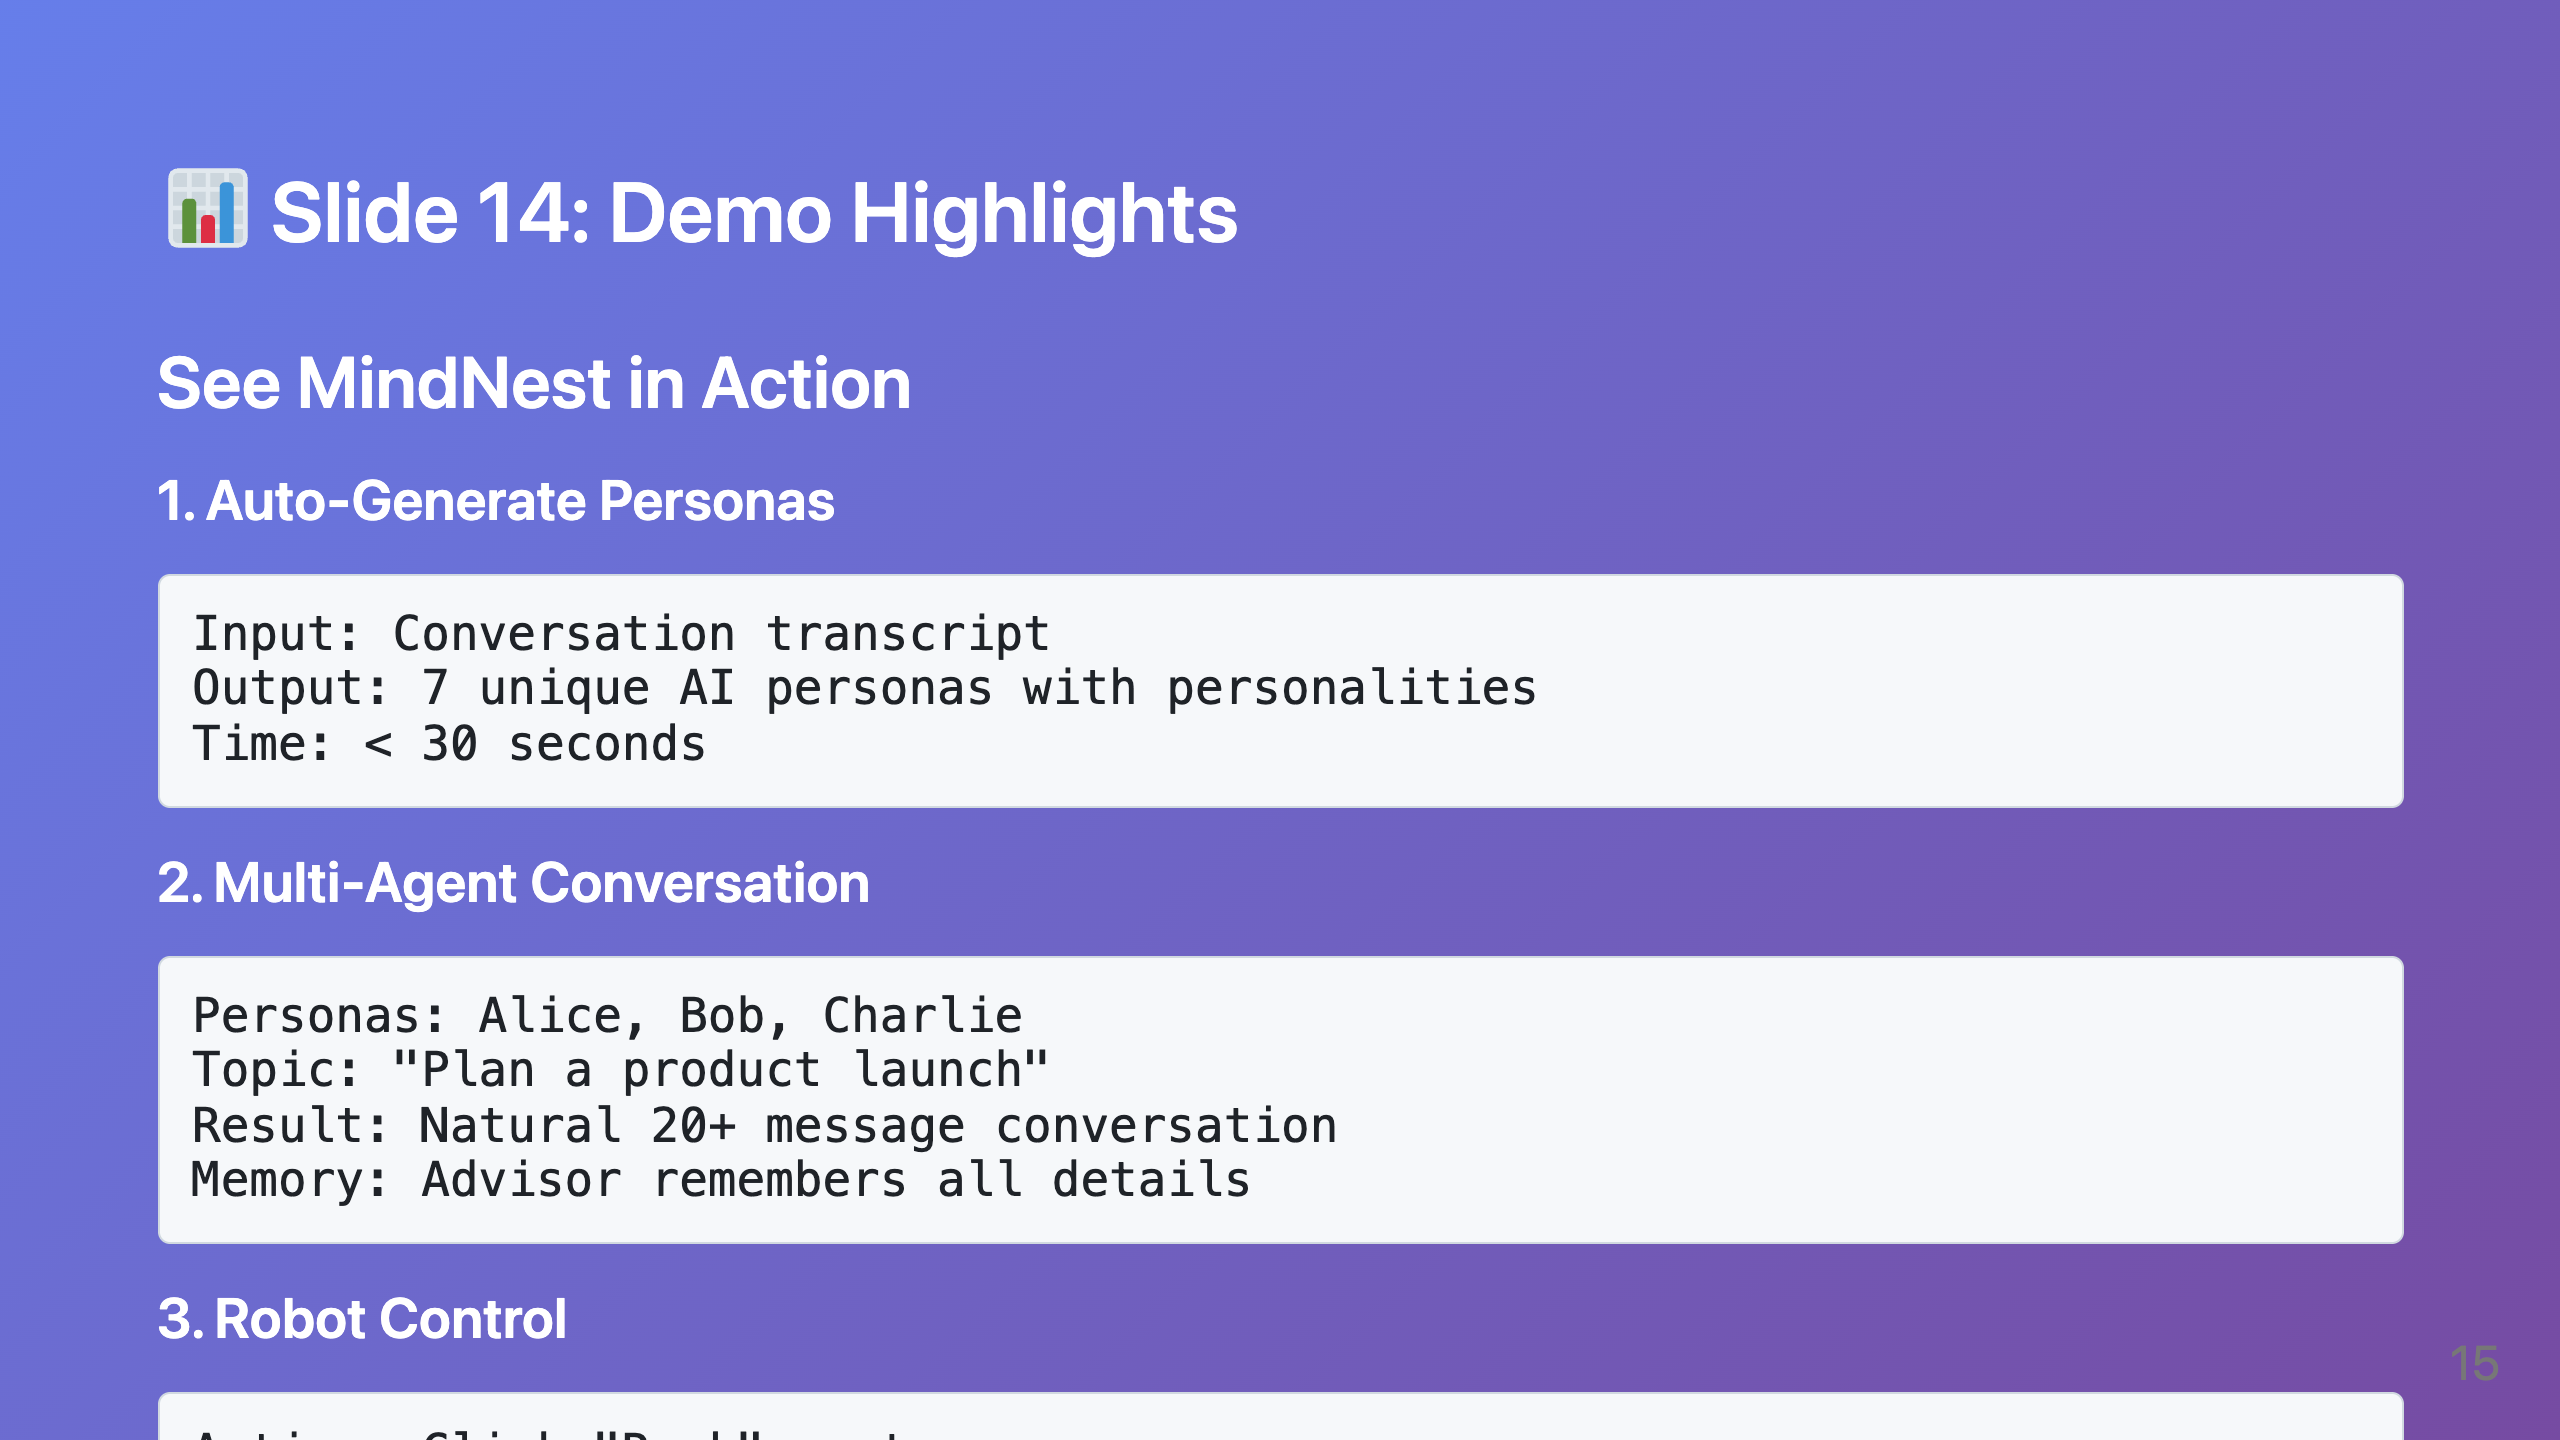 Slide 14: Demo Highlights
See MindNest in Action
1. Auto-Generate Personas
Input: Conversation transcript
Output: 7 unique AI personas with personalities
Time: < 30 seconds
2. Multi-Agent Conversation
Personas: Alice, Bob, Charlie
Topic: "Plan a product launch"
Result: Natural 20+ message conversation
Memory: Advisor remembers all details
3. Robot Control
15